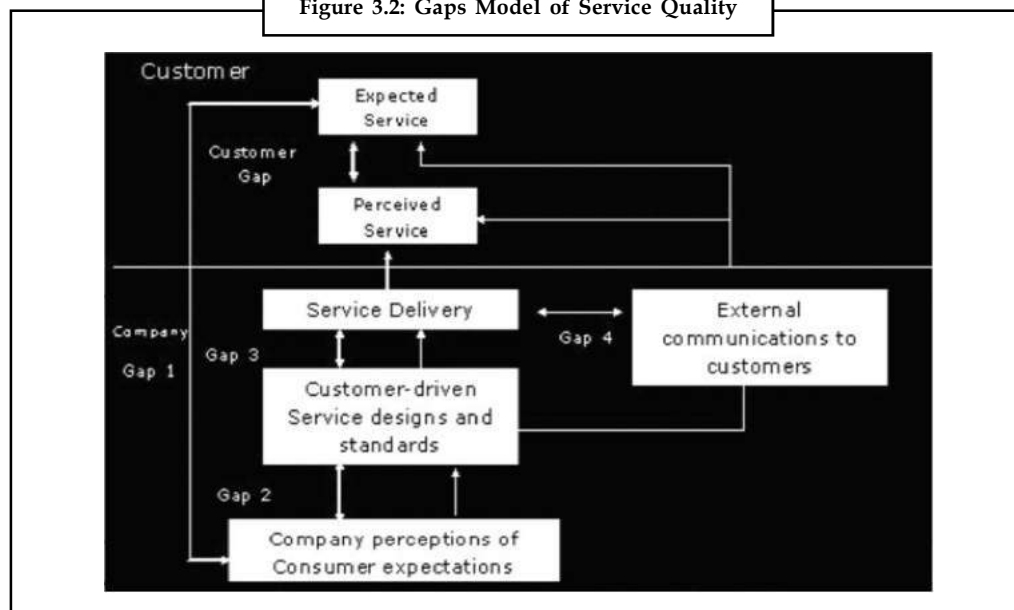 Figure 3.2: Gaps Model of Service Quality
Customer
Expected
Service
Customer
Gap
Perceived
Service
Service Delivery
External
communications to
customers
Gap 4
Company
Gap 1
Gap 3
Customer-driven
Service designs and
standards
Gap 2
Company perceptions of
Consumer expectations